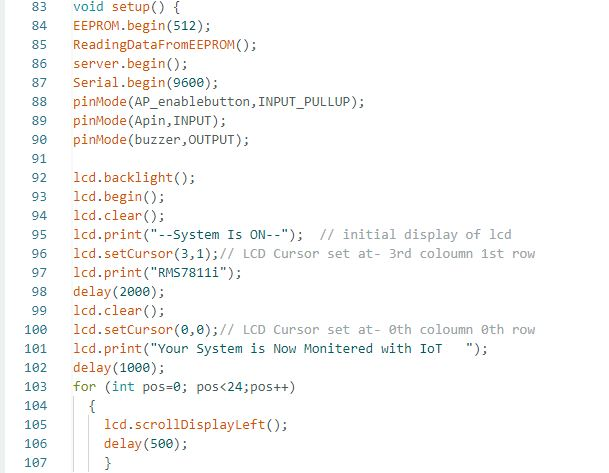 83 void setup() {
84 EEPROM.begin(512);
85 ReadingDataFromEEPROM();
86 server.begin();
87 Serial.begin(9600);
88 pinMode(AP_enablebutton,INPUT_PULLUP);
89 pinMode(Apin,INPUT);
90 pinMode(buzzer,OUTPUT);
91
92 lcd.backlight();
93 lcd.begin();
94 lcd.clear();
95 lcd.print("--System Is ON--");  // initial display of lcd
96 lcd.setCursor(3,1);// LCD Cursor set at- 3rd coloumn 1st row
97 lcd.print("RMS7811i");
98 delay(2000);
99 lcd.clear();
100 lcd.setCursor(0,0);// LCD Cursor set at- 0th coloumn 0th row
101 lcd.print("Your System is Now Monitered with IoT   ");
102 delay(1000);
103 for (int pos=0; pos<24;pos++)
104   {
105     lcd.scrollDisplayLeft();
106     delay(500);
107     }